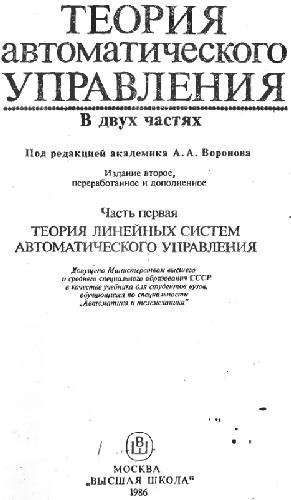 ТЕОРИЯ
автоматического
УПРАВЛЕНИЯ
В двух частях
Под редакцией академика А. А. Воронова
Издание второе,
переработанное и дополненное
Часть первая
ТЕОРИЯ ЛИНЕЙНЫХ СИСТЕМ
АВТОМАТИЧЕСКОГО УПРАВЛЕНИЯ
Допущено Министерством высшего
и среднего специального образования СССР
в качестве учебника для студентов вузов,
обучающихся по специальности
„Автоматика и телемеханика"
МОСКВА
„ВЫСШАЯ ШКОЛА"
1986